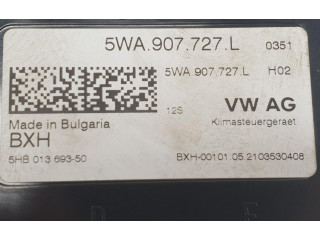 5WA.907.727.L 0351
5WA.907.727.L H02
12S VW AG
Made in Bulgaria Klimasteuergeraet
BXH
5HB 013 693-50 BXH-00101.05.2103530408